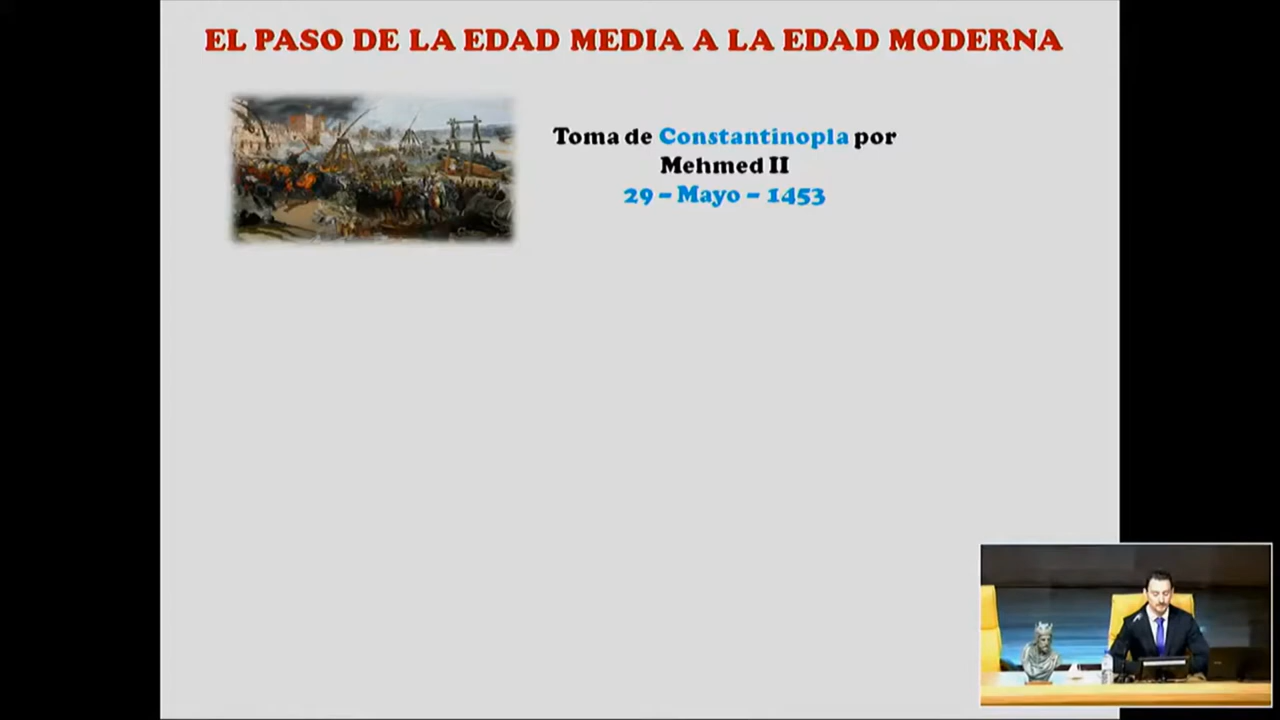 EL PASO DE LA EDAD MEDIA A LA EDAD MODERNA
Toma de Constantinopla por
Mehmed II
29 – Mayo – 1453